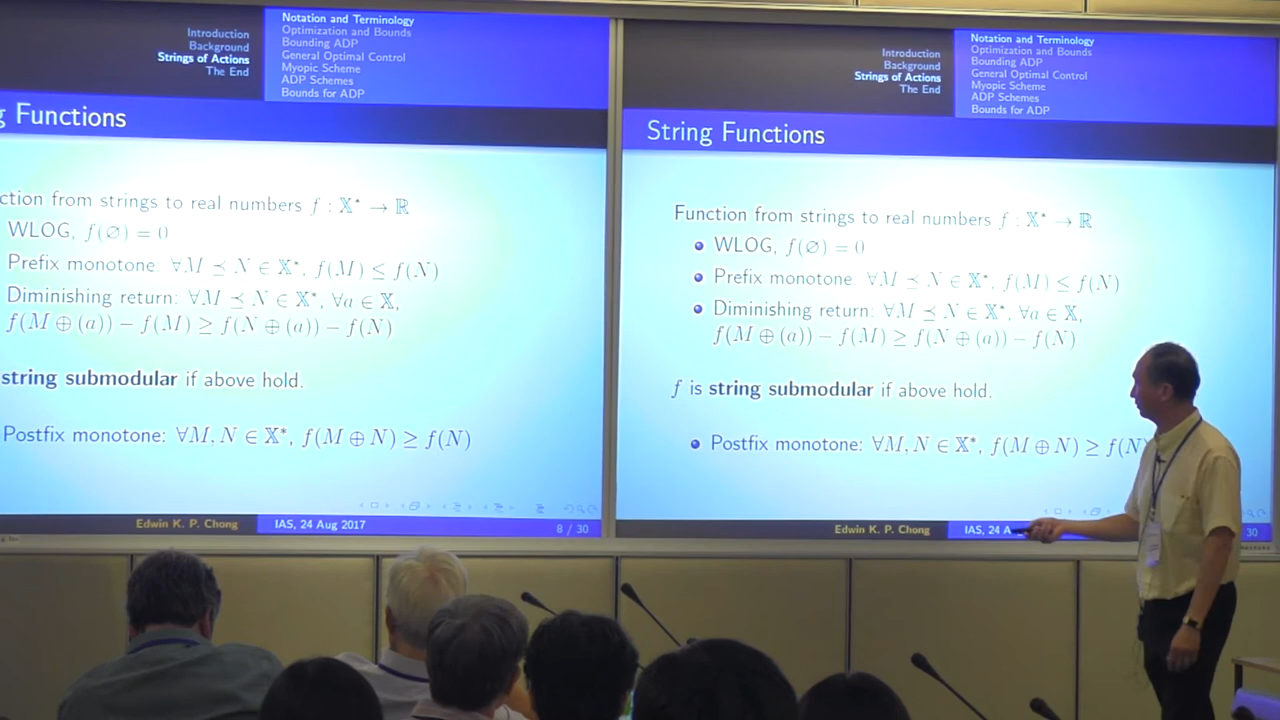 Introduction
Background
Strings of Actions
The End
Notation and Terminology
Optimization and Bounds
Bounding ADP
General Optimal Control
Myopic Scheme
ADP Schemes
Bounds for ADP
g Functions
ction from strings to real numbers f : 𝕏* → ℝ
WLOG, f(∅) = 0
Prefix monotone: ∀M ⪯ N ∈ 𝕏*, f(M) ≤ f(N)
Diminishing return: ∀M ⪯ N ∈ 𝕏*, ∀a ∈ 𝕏,
f(M ⊕ (a)) − f(M) ≥ f(N ⊕ (a)) − f(N)
string submodular if above hold.
Postfix monotone: ∀M, N ∈ 𝕏*, f(M ⊕ N) ≥ f(N)
Edwin K. P. Chong IAS, 24 Aug 2017 8 / 30
Introduction
Background
Strings of Actions
The End
Notation and Terminology
Optimization and Bounds
Bounding ADP
General Optimal Control
Myopic Scheme
ADP Schemes
Bounds for ADP
String Functions
Function from strings to real numbers f : 𝕏* → ℝ
• WLOG, f(∅) = 0
• Prefix monotone: ∀M ⪯ N ∈ 𝕏*, f(M) ≤ f(N)
• Diminishing return: ∀M ⪯ N ∈ 𝕏*, ∀a ∈ 𝕏,
f(M ⊕ (a)) − f(M) ≥ f(N ⊕ (a)) − f(N)
f is string submodular if above hold.
• Postfix monotone: ∀M, N ∈ 𝕏*, f(M ⊕ N) ≥ f(N
Edwin K. P. Chong IAS, 24 A 30